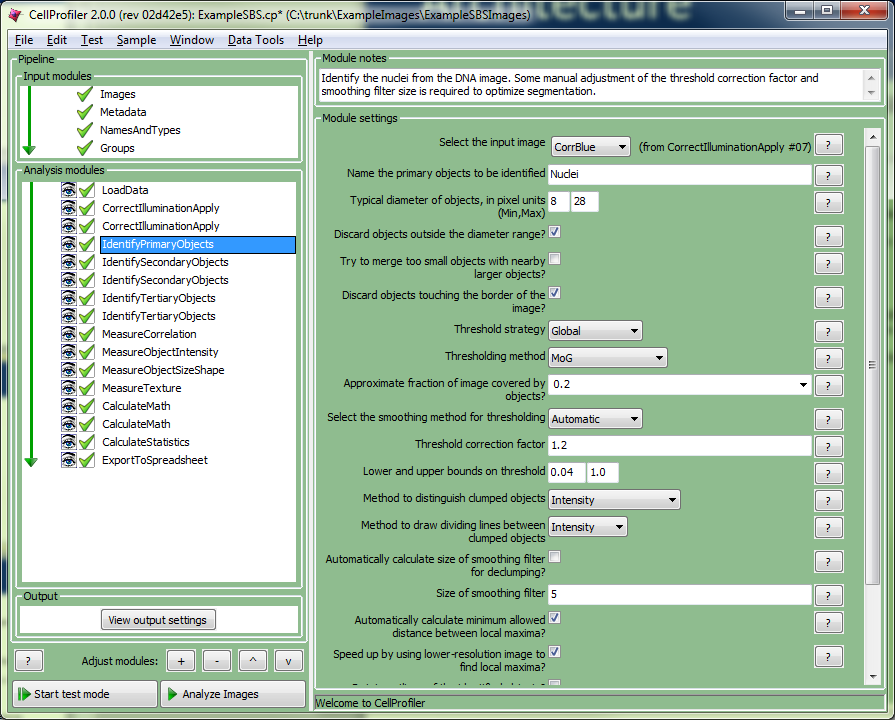 CellProfiler 2.0.0 (rev 02d42e5): ExampleSBS.cp* (C:\trunk\ExampleImages\ExampleSBSImages)
File Edit Test Sample Window Data Tools Help
Pipeline
Input modules
Images
Metadata
NamesAndTypes
Groups
Analysis modules
LoadData
CorrectIlluminationApply
CorrectIlluminationApply
IdentifyPrimaryObjects
IdentifySecondaryObjects
IdentifySecondaryObjects
IdentifyTertiaryObjects
IdentifyTertiaryObjects
MeasureCorrelation
MeasureObjectIntensity
MeasureObjectSizeShape
MeasureTexture
CalculateMath
CalculateMath
CalculateStatistics
ExportToSpreadsheet
Output
View output settings
? Adjust modules: + - ^ v
Start test mode Analyze Images
Module notes
Identify the nuclei from the DNA image. Some manual adjustment of the threshold correction factor and
smoothing filter size is required to optimize segmentation.
Module settings
Select the input image CorrBlue (from CorrectIlluminationApply #07) ?
Name the primary objects to be identified Nuclei ?
Typical diameter of objects, in pixel units
(Min,Max) 8 28 ?
Discard objects outside the diameter range? ?
Try to merge too small objects with nearby
larger objects? ?
Discard objects touching the border of the
image? ?
Threshold strategy Global ?
Thresholding method MoG ?
Approximate fraction of image covered by
objects? 0.2 ?
Select the smoothing method for thresholding Automatic ?
Threshold correction factor 1.2 ?
Lower and upper bounds on threshold 0.04 1.0 ?
Method to distinguish clumped objects Intensity ?
Method to draw dividing lines between
clumped objects Intensity ?
Automatically calculate size of smoothing filter
for declumping? ?
Size of smoothing filter 5 ?
Automatically calculate minimum allowed
distance between local maxima? ?
Speed up by using lower-resolution image to
find local maxima? ?
Welcome to CellProfiler